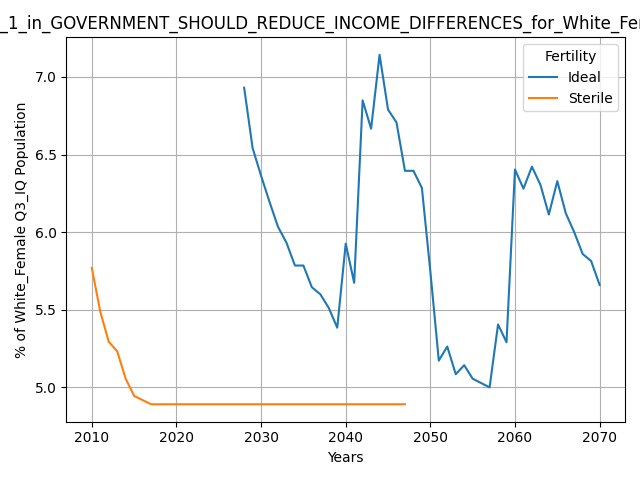 _1_in_GOVERNMENT_SHOULD_REDUCE_INCOME_DIFFERENCES_for_White_Fe
Fertility
Ideal
Sterile
% of White_Female Q3_IQ Population
7.0
6.5
6.0
5.5
5.0
2010 2020 2030 2040 2050 2060 2070
Years